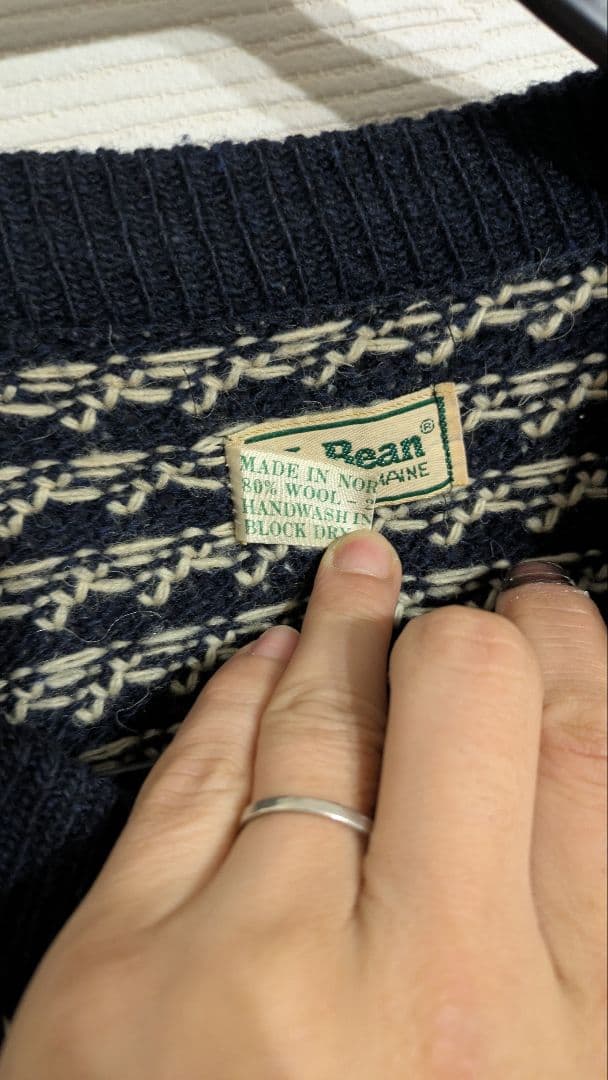 Bean®
MAINE
MADE IN NOR
80% WOOL -
HANDWASH IN
BLOCK DRY